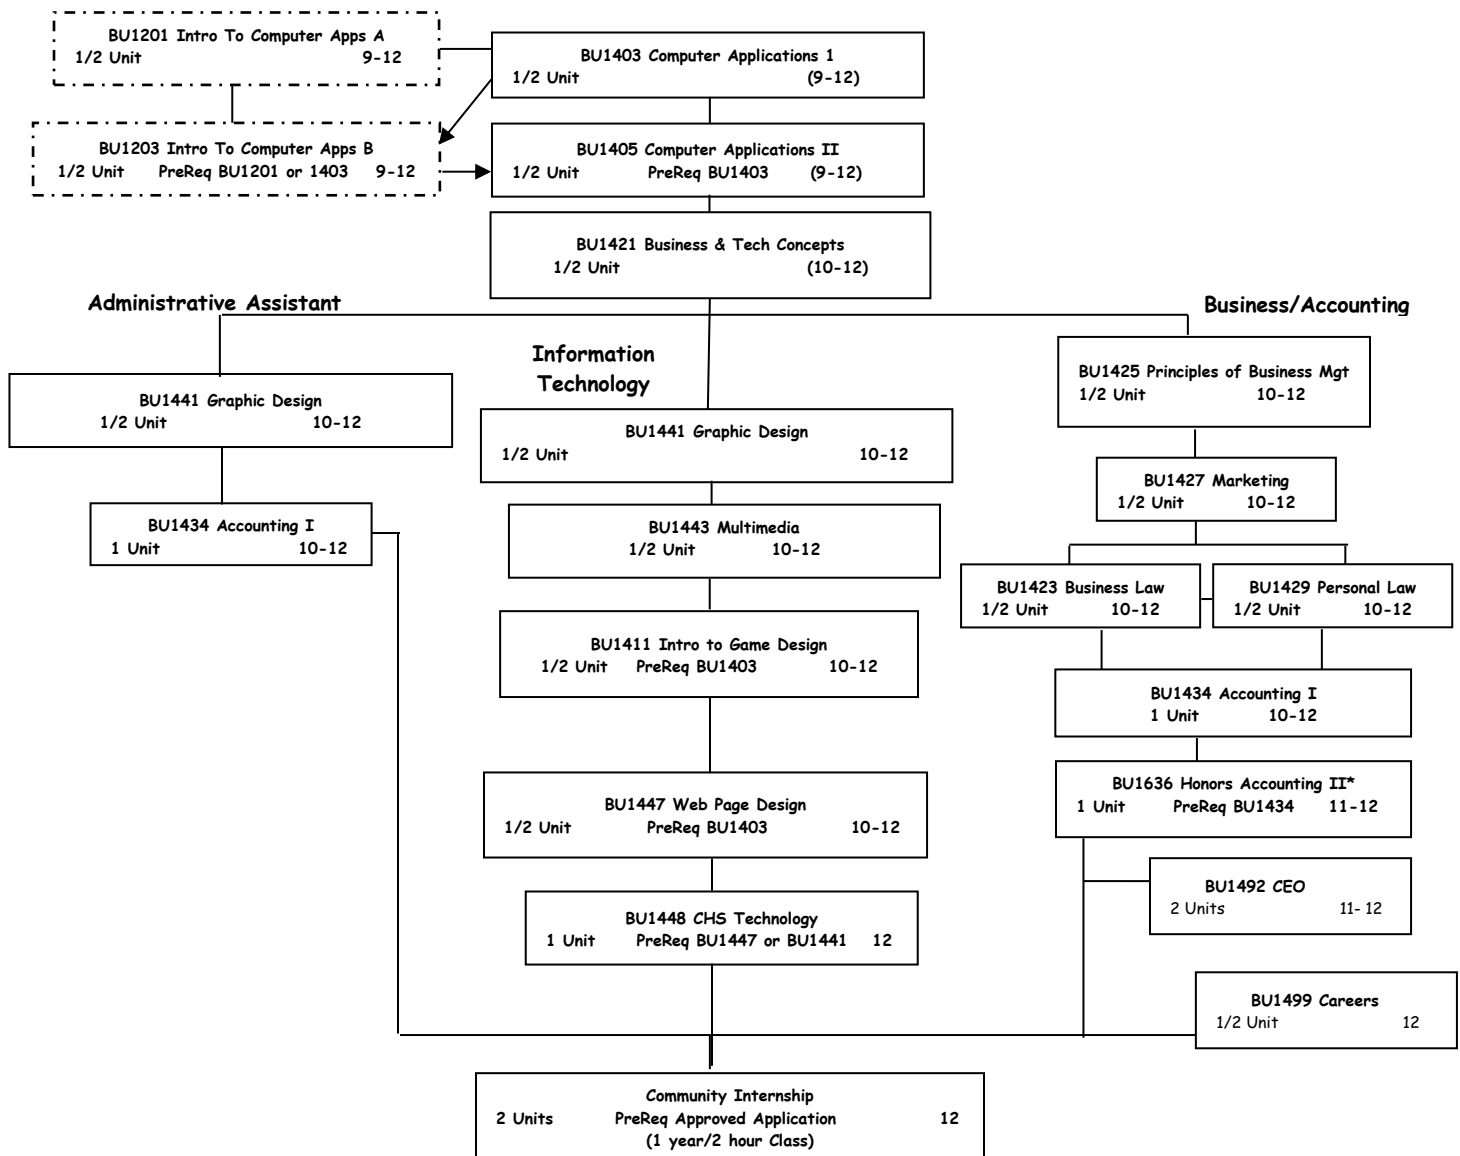 BU1201 Intro To Computer Apps A
1/2 Unit 9-12
BU1403 Computer Applications 1
1/2 Unit (9-12)
BU1203 Intro To Computer Apps B
1/2 Unit PreReq BU1201 or 1403 9-12
BU1405 Computer Applications II
1/2 Unit PreReq BU1403 (9-12)
BU1421 Business & Tech Concepts
1/2 Unit (10-12)
Administrative Assistant
BU1441 Graphic Design
1/2 Unit 10-12
BU1434 Accounting I
1 Unit 10-12
Information
Technology
BU1441 Graphic Design
1/2 Unit 10-12
BU1443 Multimedia
1/2 Unit 10-12
BU1411 Intro to Game Design
1/2 Unit PreReq BU1403 10-12
BU1447 Web Page Design
1/2 Unit PreReq BU1403 10-12
BU1448 CHS Technology
1 Unit PreReq BU1447 or BU1441 12
Business/Accounting
BU1425 Principles of Business Mgt
1/2 Unit 10-12
BU1427 Marketing
1/2 Unit 10-12
BU1423 Business Law
1/2 Unit 10-12
BU1429 Personal Law
1/2 Unit 10-12
BU1434 Accounting I
1 Unit 10-12
BU1636 Honors Accounting II*
1 Unit PreReq BU1434 11-12
BU1492 CEO
2 Units 11- 12
BU1499 Careers
1/2 Unit 12
Community Internship
2 Units PreReq Approved Application 12
(1 year/2 hour Class)